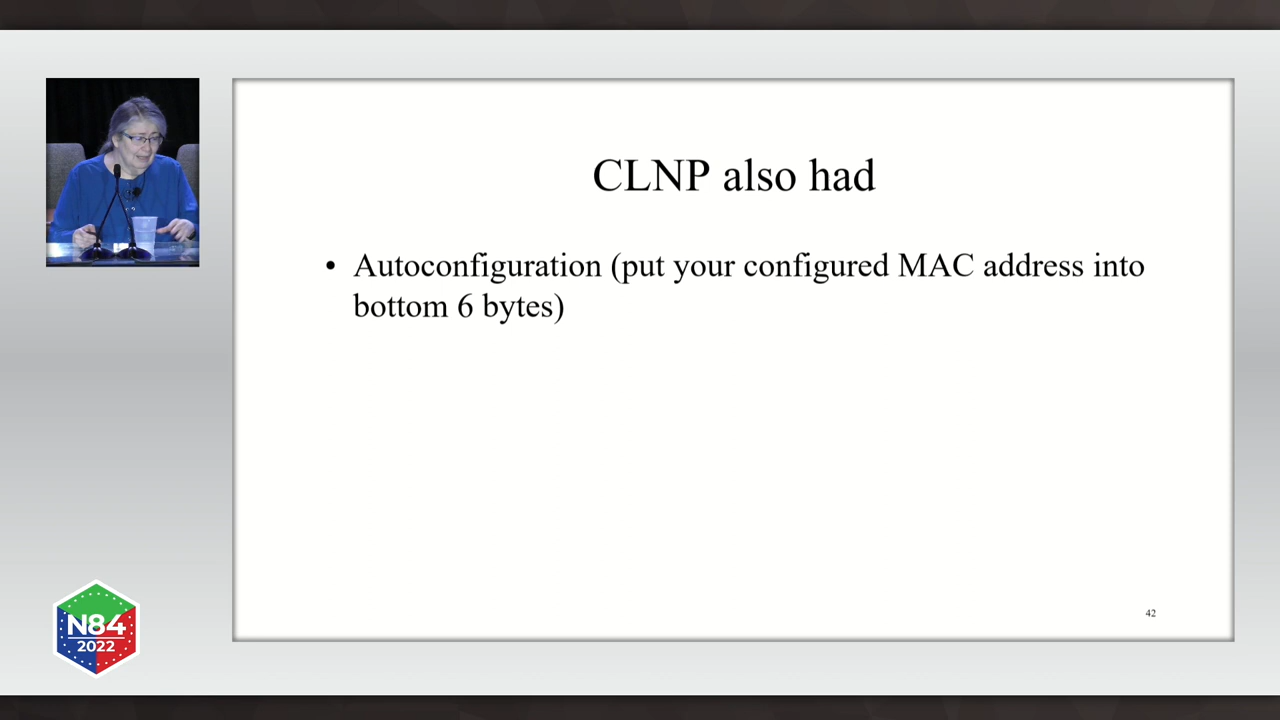 CLNP also had
• Autoconfiguration (put your configured MAC address into
bottom 6 bytes)
42
N84
2022